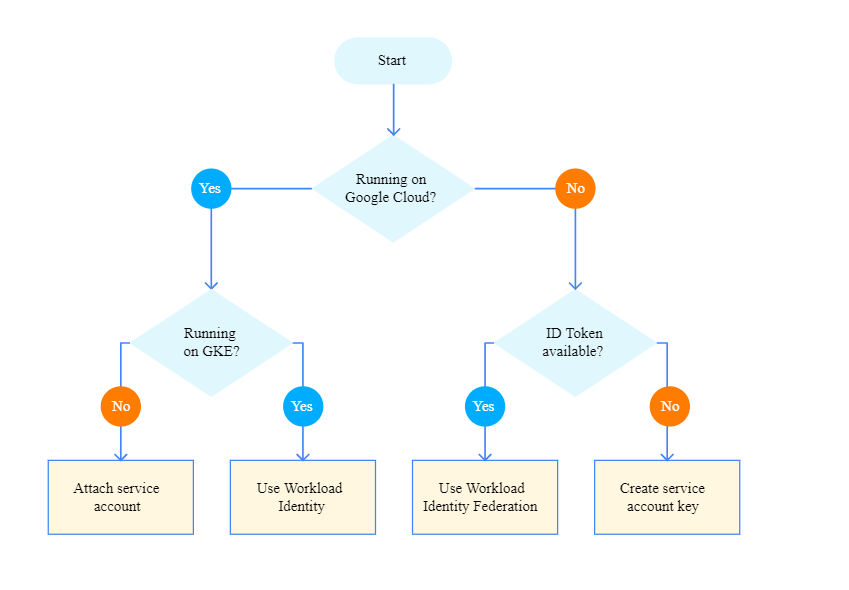 Start
Running on
Google Cloud?
Yes
No
Running
on GKE?
ID Token
available?
No
Yes
Yes
No
Attach service
account
Use Workload
Identity
Use Workload
Identity Federation
Create service
account key